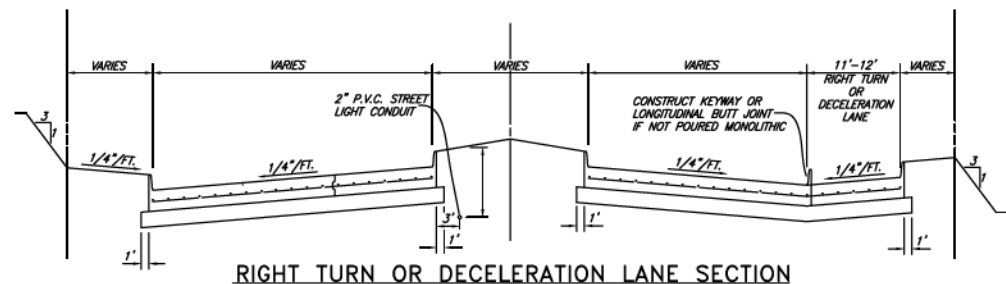 VARIES
VARIES
VARIES
VARIES
11'-12'
RIGHT TURN
OR
DECELERATION
LANE
VARIES
2" P.V.C. STREET
LIGHT CONDUIT
CONSTRUCT KEYWAY OR
LONGITUDINAL BUTT JOINT
IF NOT POURED MONOLITHIC
3
1
1/4"/FT.
1/4"/FT.
1/4"/FT.
1/4"/FT.
3
1
3'
1'
1'
1'
1'
RIGHT TURN OR DECELERATION LANE SECTION